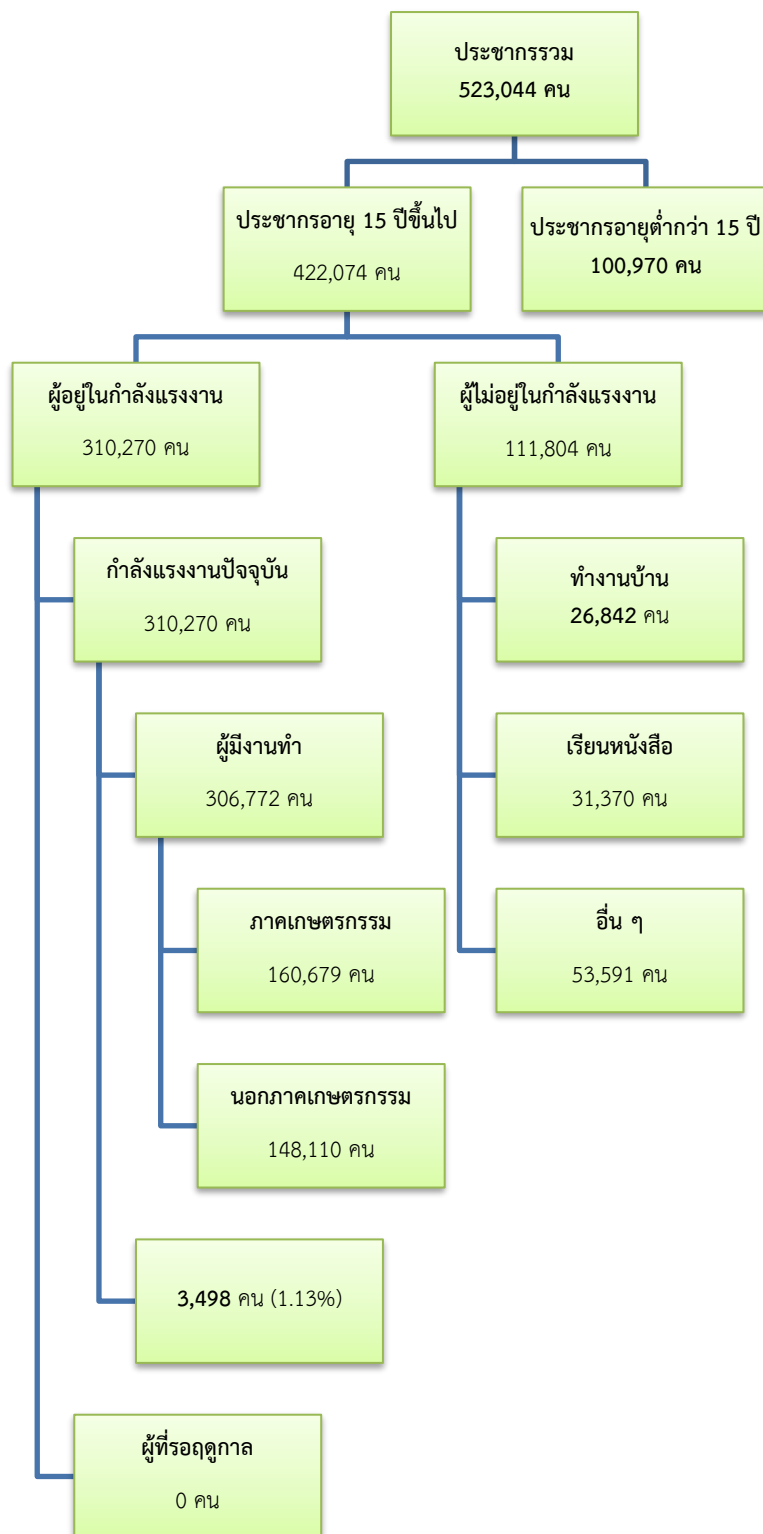 ประชากรรวม
523,044 คน
ประชากรอายุ 15 ปีขึ้นไป
422,074 คน
ประชากรอายุต่ำกว่า 15 ปี
100,970 คน
ผู้อยู่ในกำลังแรงงาน
310,270 คน
ผู้ไม่อยู่ในกำลังแรงงาน
111,804 คน
กำลังแรงงานปัจจุบัน
310,270 คน
ทำงานบ้าน
26,842 คน
ผู้มีงานทำ
306,772 คน
เรียนหนังสือ
31,370 คน
ภาคเกษตรกรรม
160,679 คน
อื่น ๆ
53,591 คน
นอกภาคเกษตรกรรม
148,110 คน
3,498 คน (1.13%)
ผู้ที่รอฤดูกาล
0 คน